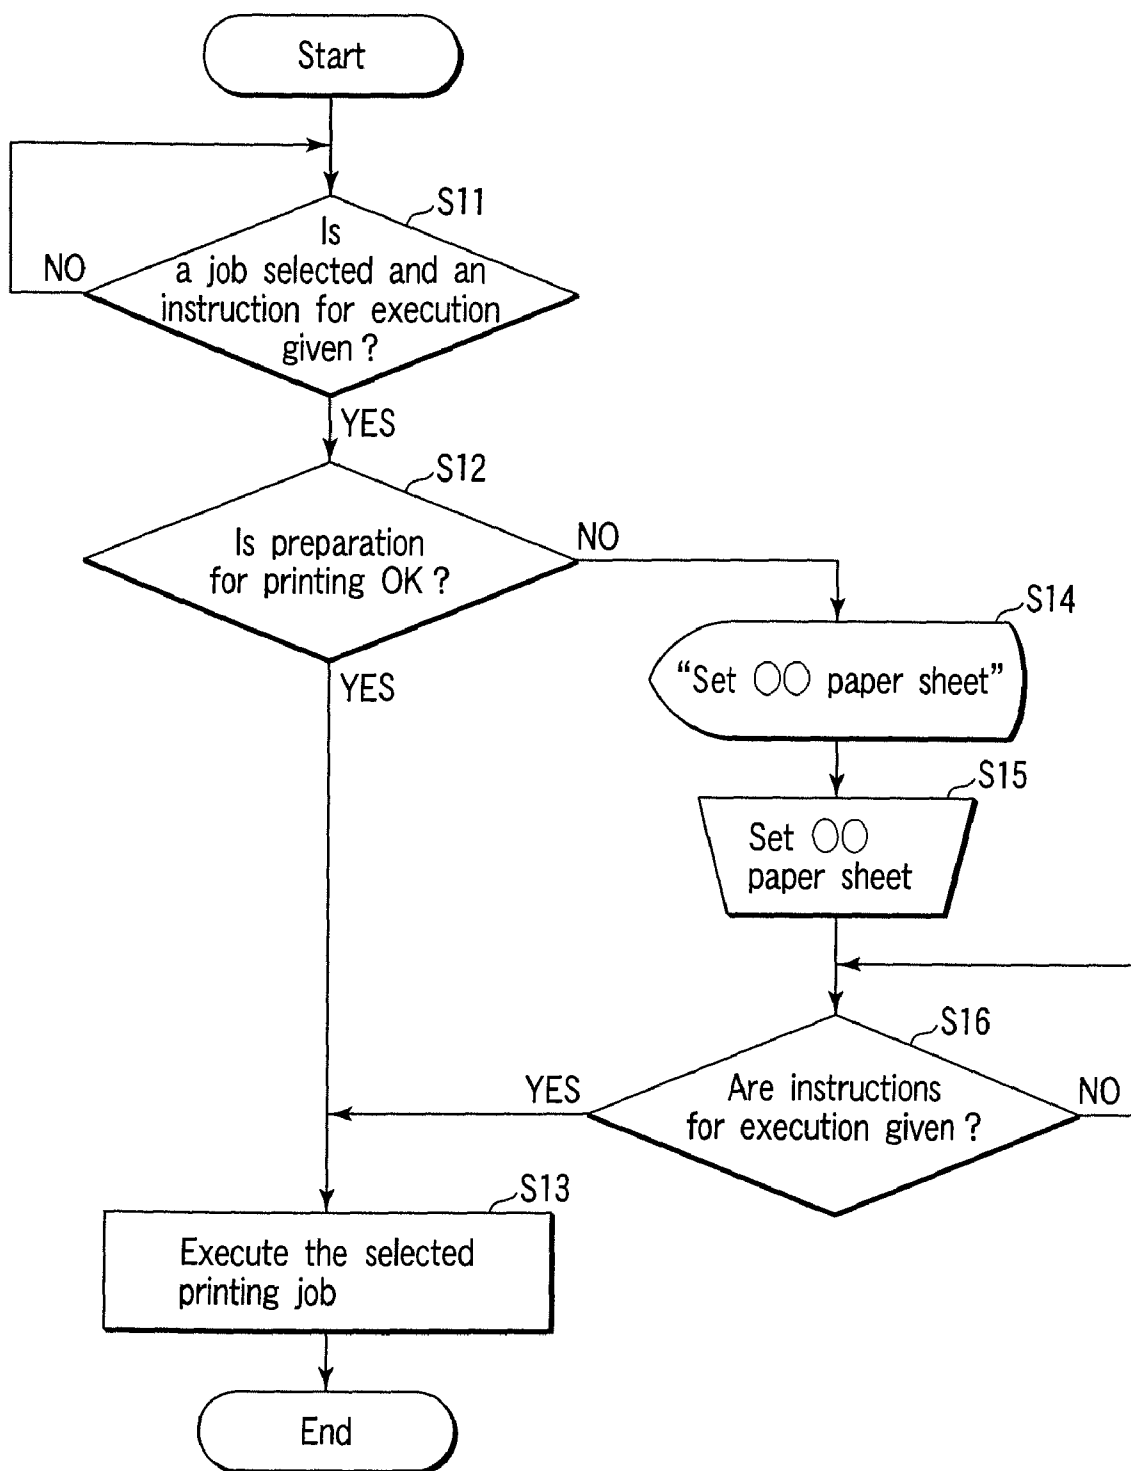 Start
S11
Is
a job selected and an
instruction for execution
given ?
NO
YES
S12
Is preparation
for printing OK ?
NO
YES
S14
“Set ○○ paper sheet”
S15
Set ○○
paper sheet
S16
Are instructions
for execution given ?
YES
NO
S13
Execute the selected
printing job
End